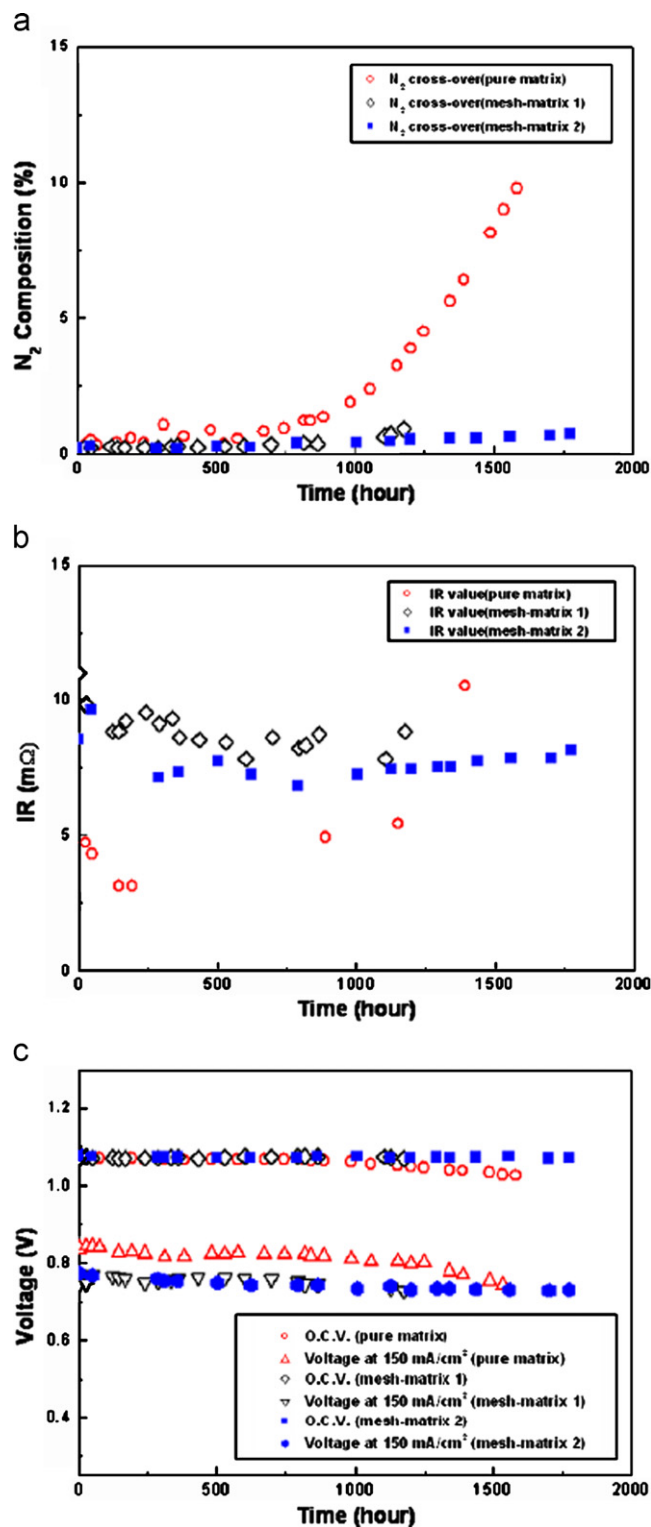 a
15
10
5
0
N₂ Composition (%)
N₂ cross-over(pure matrix)
N₂ cross-over(mesh-matrix 1)
N₂ cross-over(mesh-matrix 2)
0 500 1000 1500 2000
Time (hour)
b
15
10
5
0
IR (mΩ)
IR value(pure matrix)
IR value(mesh-matrix 1)
IR value(mesh-matrix 2)
0 500 1000 1500 2000
Time (hour)
c
1.2
1.0
0.8
0.6
0.4
Voltage (V)
O.C.V. (pure matrix)
Voltage at 150 mA/cm² (pure matrix)
O.C.V. (mesh-matrix 1)
Voltage at 150 mA/cm² (mesh-matrix 1)
O.C.V. (mesh-matrix 2)
Voltage at 150 mA/cm² (mesh-matrix 2)
0 500 1000 1500 2000
Time (hour)